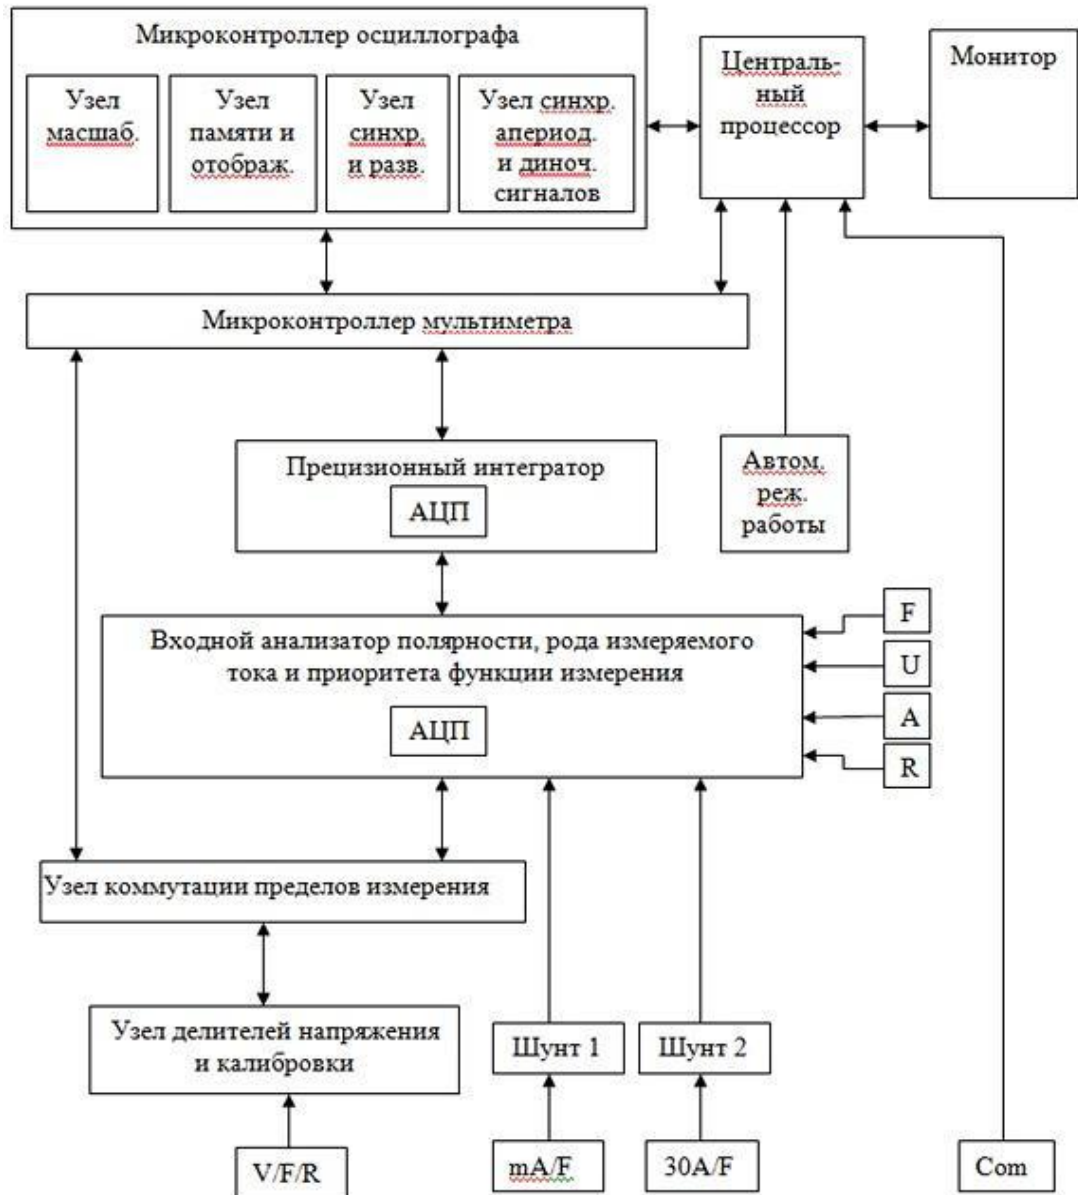 Микроконтроллер осциллографа
Узел
масшаб.
Узел
памяти и
отображ.
Узел
синхр.
и разв.
Узел синхр.
апериод.
и диноч.
сигналов
Централь-
ный
процессор
Монитор
Микроконтроллер мультиметра
Прецизионный интегратор
АЦП
Автом.
реж.
работы
Входной анализатор полярности, рода измеряемого
тока и приоритета функции измерения
АЦП
F
U
A
R
Узел коммутации пределов измерения
Узел делителей напряжения
и калибровки
Шунт 1
Шунт 2
V/F/R
mA/F
30A/F
Com